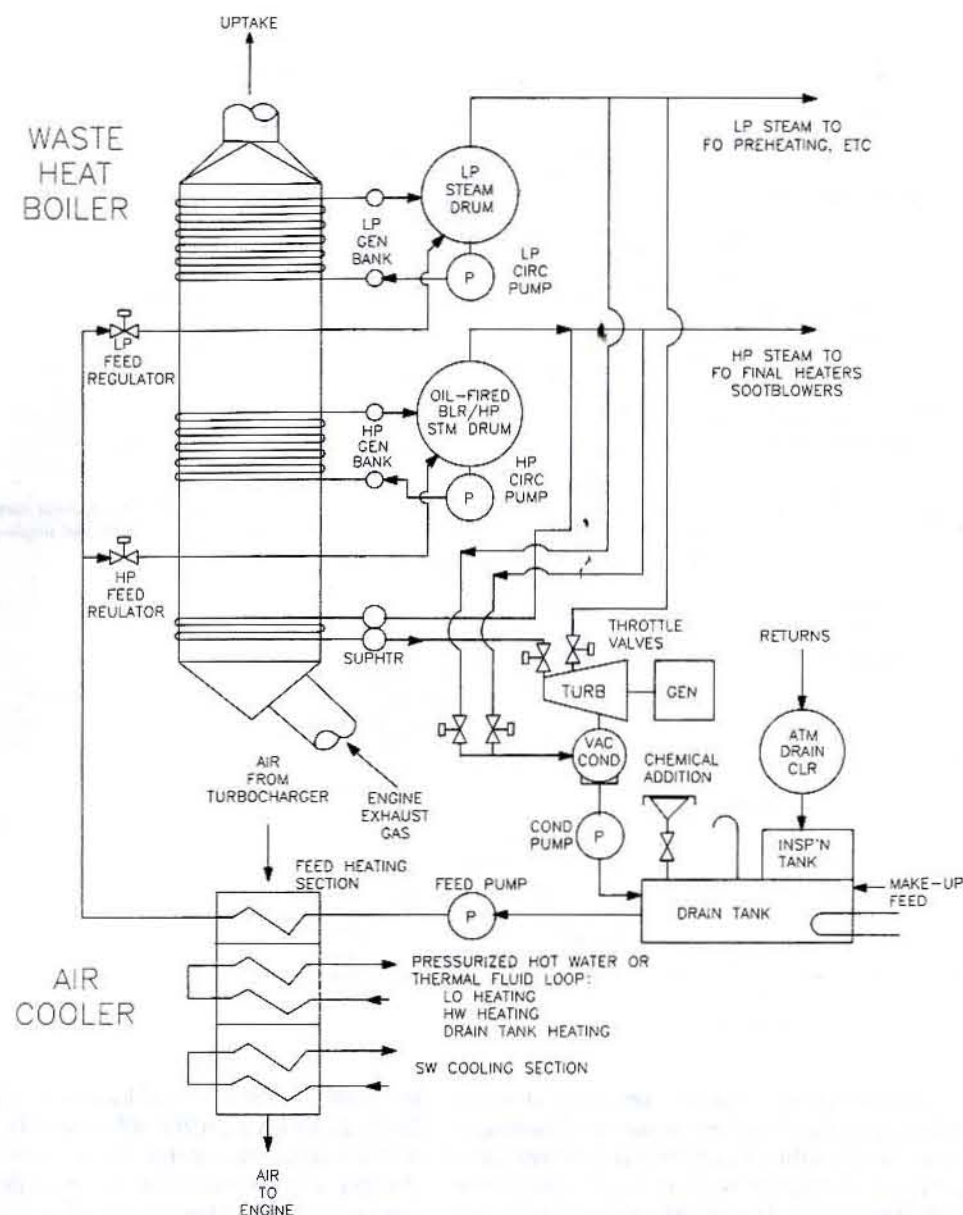 UPTAKE
WASTE
HEAT
BOILER
LP
STEAM
DRUM
LP STEAM TO
FO PREHEATING, ETC
LP
GEN
BANK
LP
CIRC
PUMP
P
LP
FEED
REGULATOR
HP STEAM TO
FO FINAL HEATERS
SOOTBLOWERS
OIL-FIRED
BLR/HP
STM DRUM
HP
GEN
BANK
HP
CIRC
PUMP
P
HP
FEED
REULATOR
SUPHTR
THROTTLE
VALVES
RETURNS
TURB
GEN
VAC
COND
ATM
DRAIN
CLR
CHEMICAL
ADDITION
AIR
FROM
TURBOCHARGER
ENGINE
EXHAUST
GAS
COND
PUMP
P
INSP'N
TANK
FEED HEATING
SECTION
FEED PUMP
P
DRAIN TANK
MAKE-UP
FEED
AIR
COOLER
PRESSURIZED HOT WATER OR
THERMAL FLUID LOOP:
LO HEATING
HW HEATING
DRAIN TANK HEATING
SW COOLING SECTION
AIR
TO
ENGINE